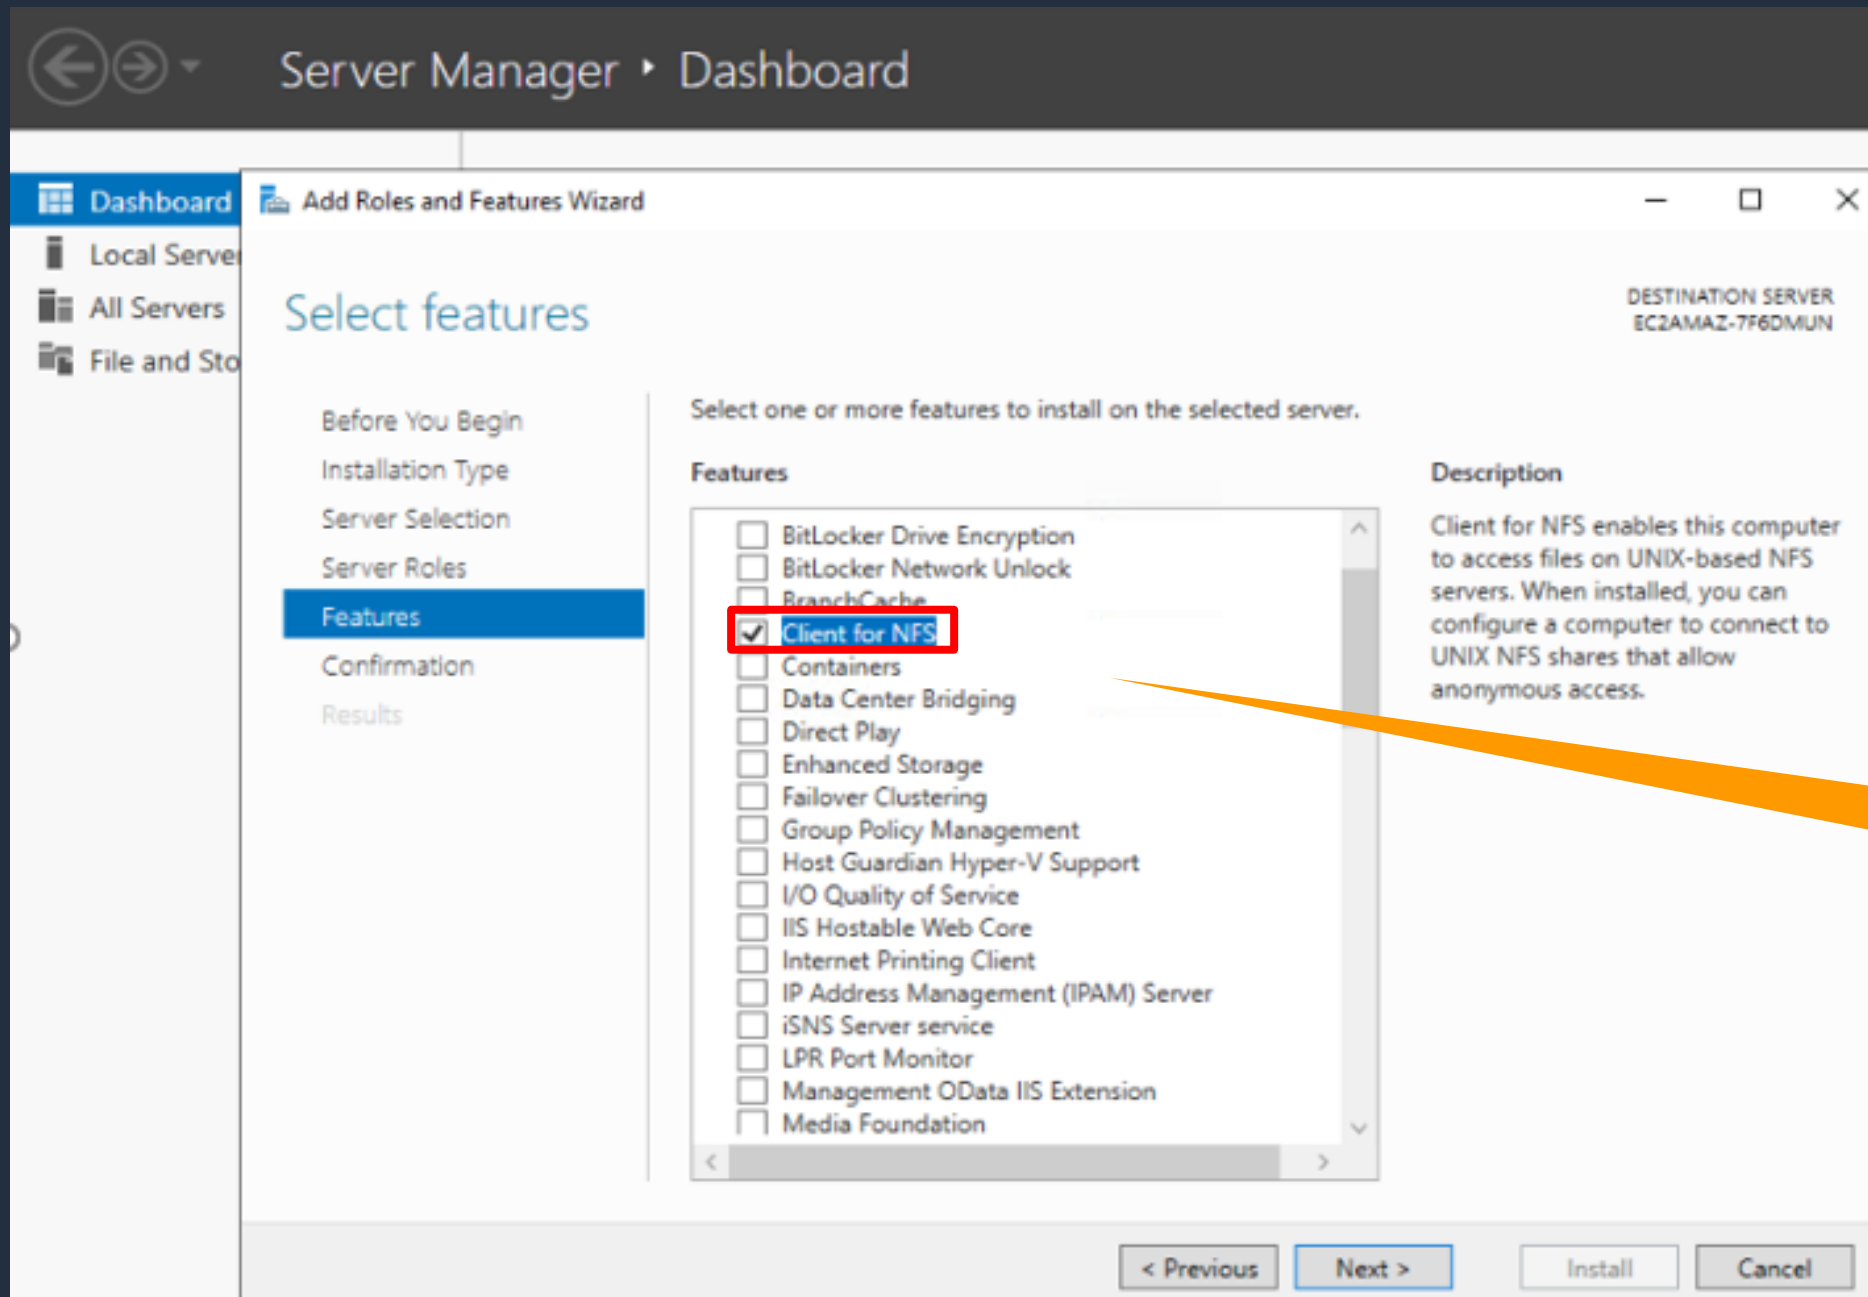 Server Manager ‣ Dashboard
Dashboard
Local Server
All Servers
File and Sto
Add Roles and Features Wizard
Select features
DESTINATION SERVER
EC2AMAZ-7F6DMUN
Before You Begin
Installation Type
Server Selection
Server Roles
Features
Confirmation
Results
Select one or more features to install on the selected server.
Features
BitLocker Drive Encryption
BitLocker Network Unlock
BranchCache
Client for NFS
Containers
Data Center Bridging
Direct Play
Enhanced Storage
Failover Clustering
Group Policy Management
Host Guardian Hyper-V Support
I/O Quality of Service
IIS Hostable Web Core
Internet Printing Client
IP Address Management (IPAM) Server
iSNS Server service
LPR Port Monitor
Management OData IIS Extension
Media Foundation
Description
Client for NFS enables this computer
to access files on UNIX-based NFS
servers. When installed, you can
configure a computer to connect to
UNIX NFS shares that allow
anonymous access.
< Previous
Next >
Install
Cancel